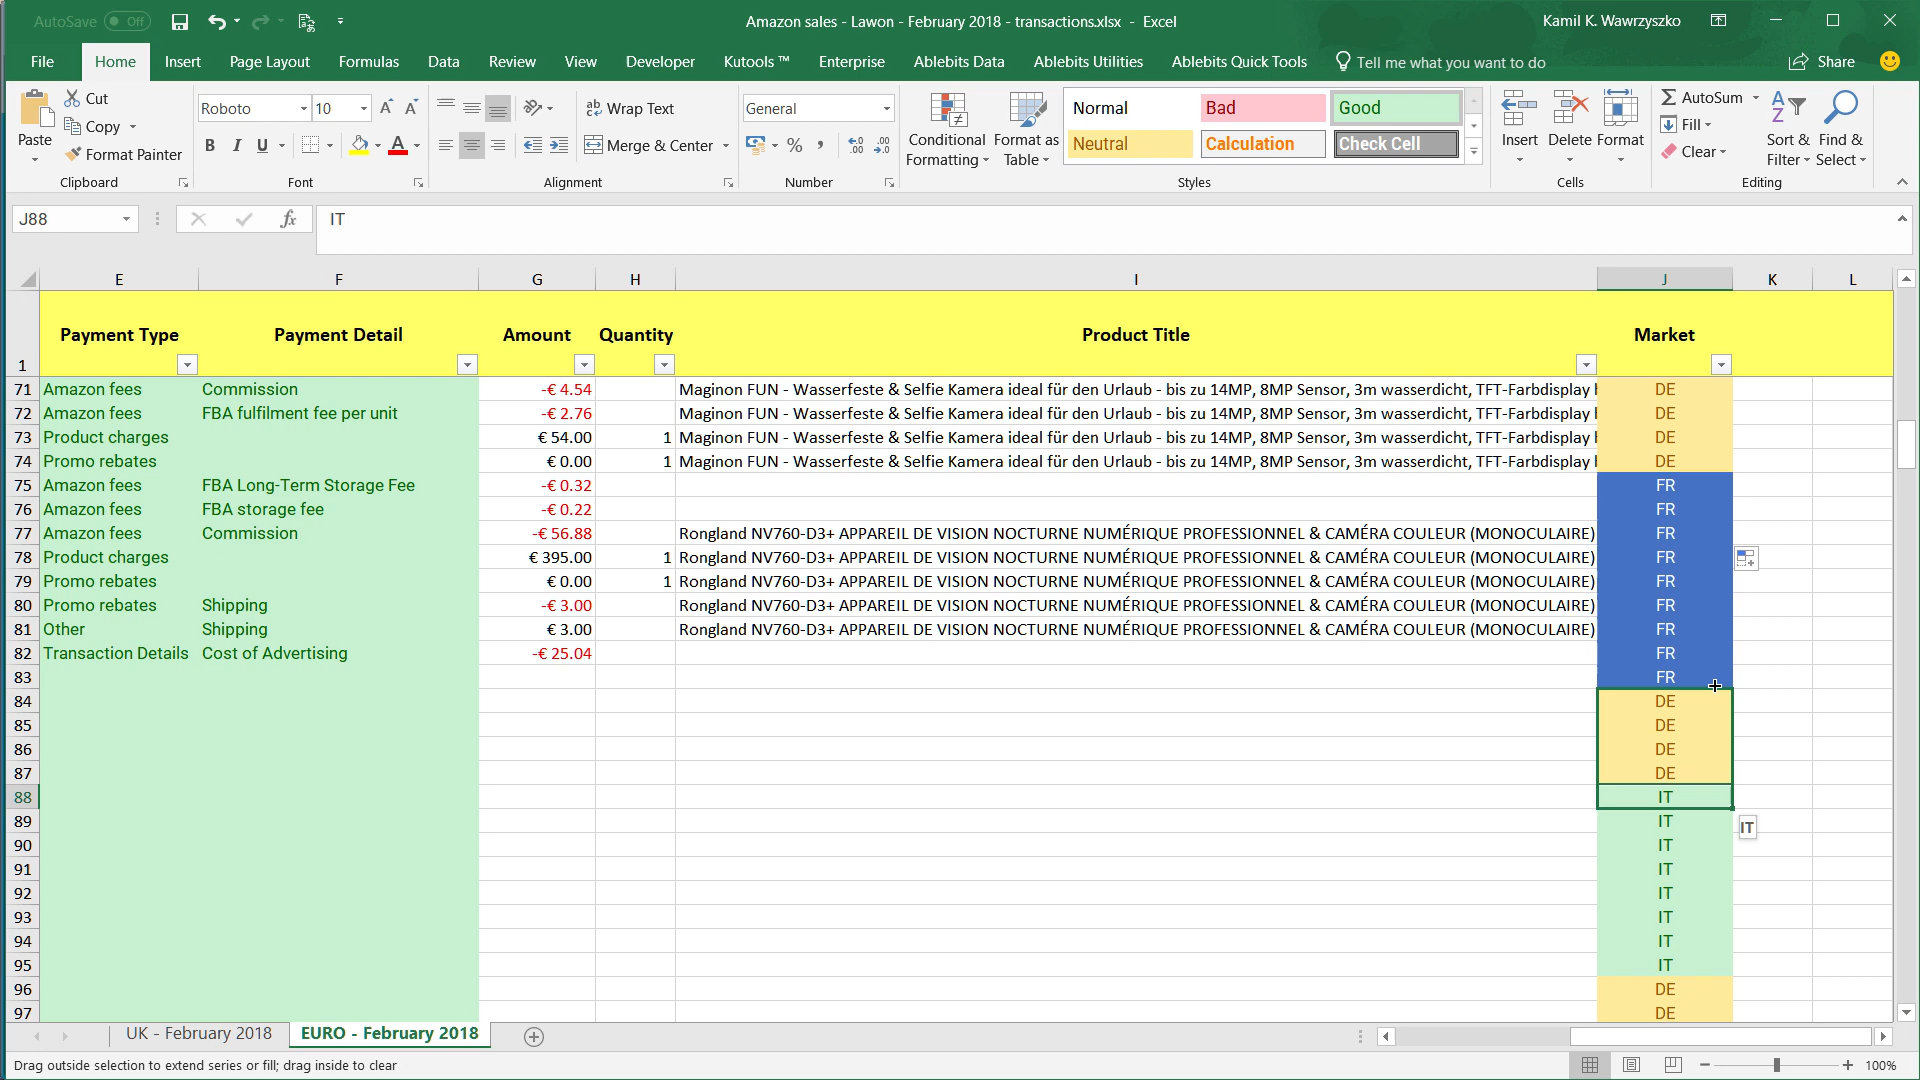 AutoSave Off
Amazon sales - Lawon - February 2018 - transactions.xlsx - Excel
Kamil K. Wawrzyszko
File Home Insert Page Layout Formulas Data Review View Developer Kutools ™ Enterprise Ablebits Data Ablebits Utilities Ablebits Quick Tools Tell me what you want to do Share
Paste
Cut
Copy
Format Painter
Clipboard
Roboto 10
B I U
Font
Wrap Text
Merge & Center
Alignment
General
Number
Conditional Formatting
Format as Table
Normal Bad Good
Neutral Calculation Check Cell
Styles
Insert Delete Format
Cells
AutoSum
Fill
Clear
Sort & Filter
Find & Select
Editing
J88 fx IT
E F G H I J K L
1 Payment Type Payment Detail Amount Quantity Product Title Market
71 Amazon fees Commission -€ 4.54 Maginon FUN - Wasserfeste & Selfie Kamera ideal für den Urlaub - bis zu 14MP, 8MP Sensor, 3m wasserdicht, TFT-Farbdisplay DE
72 Amazon fees FBA fulfilment fee per unit -€ 2.76 Maginon FUN - Wasserfeste & Selfie Kamera ideal für den Urlaub - bis zu 14MP, 8MP Sensor, 3m wasserdicht, TFT-Farbdisplay DE
73 Product charges € 54.00 1 Maginon FUN - Wasserfeste & Selfie Kamera ideal für den Urlaub - bis zu 14MP, 8MP Sensor, 3m wasserdicht, TFT-Farbdisplay DE
74 Promo rebates € 0.00 1 Maginon FUN - Wasserfeste & Selfie Kamera ideal für den Urlaub - bis zu 14MP, 8MP Sensor, 3m wasserdicht, TFT-Farbdisplay DE
75 Amazon fees FBA Long-Term Storage Fee -€ 0.32 FR
76 Amazon fees FBA storage fee -€ 0.22 FR
77 Amazon fees Commission -€ 56.88 Rongland NV760-D3+ APPAREIL DE VISION NOCTURNE NUMÉRIQUE PROFESSIONNEL & CAMÉRA COULEUR (MONOCULAIRE) FR
78 Product charges € 395.00 1 Rongland NV760-D3+ APPAREIL DE VISION NOCTURNE NUMÉRIQUE PROFESSIONNEL & CAMÉRA COULEUR (MONOCULAIRE) FR
79 Promo rebates € 0.00 1 Rongland NV760-D3+ APPAREIL DE VISION NOCTURNE NUMÉRIQUE PROFESSIONNEL & CAMÉRA COULEUR (MONOCULAIRE) FR
80 Promo rebates Shipping -€ 3.00 Rongland NV760-D3+ APPAREIL DE VISION NOCTURNE NUMÉRIQUE PROFESSIONNEL & CAMÉRA COULEUR (MONOCULAIRE) FR
81 Other Shipping € 3.00 Rongland NV760-D3+ APPAREIL DE VISION NOCTURNE NUMÉRIQUE PROFESSIONNEL & CAMÉRA COULEUR (MONOCULAIRE) FR
82 Transaction Details Cost of Advertising -€ 25.04 FR
83 FR
84 DE
85 DE
86 DE
87 DE
88 IT
89 IT IT
90 IT
91 IT
92 IT
93 IT
94 IT
95 IT
96 DE
97 DE
UK - February 2018 EURO - February 2018
Drag outside selection to extend series or fill; drag inside to clear 100%